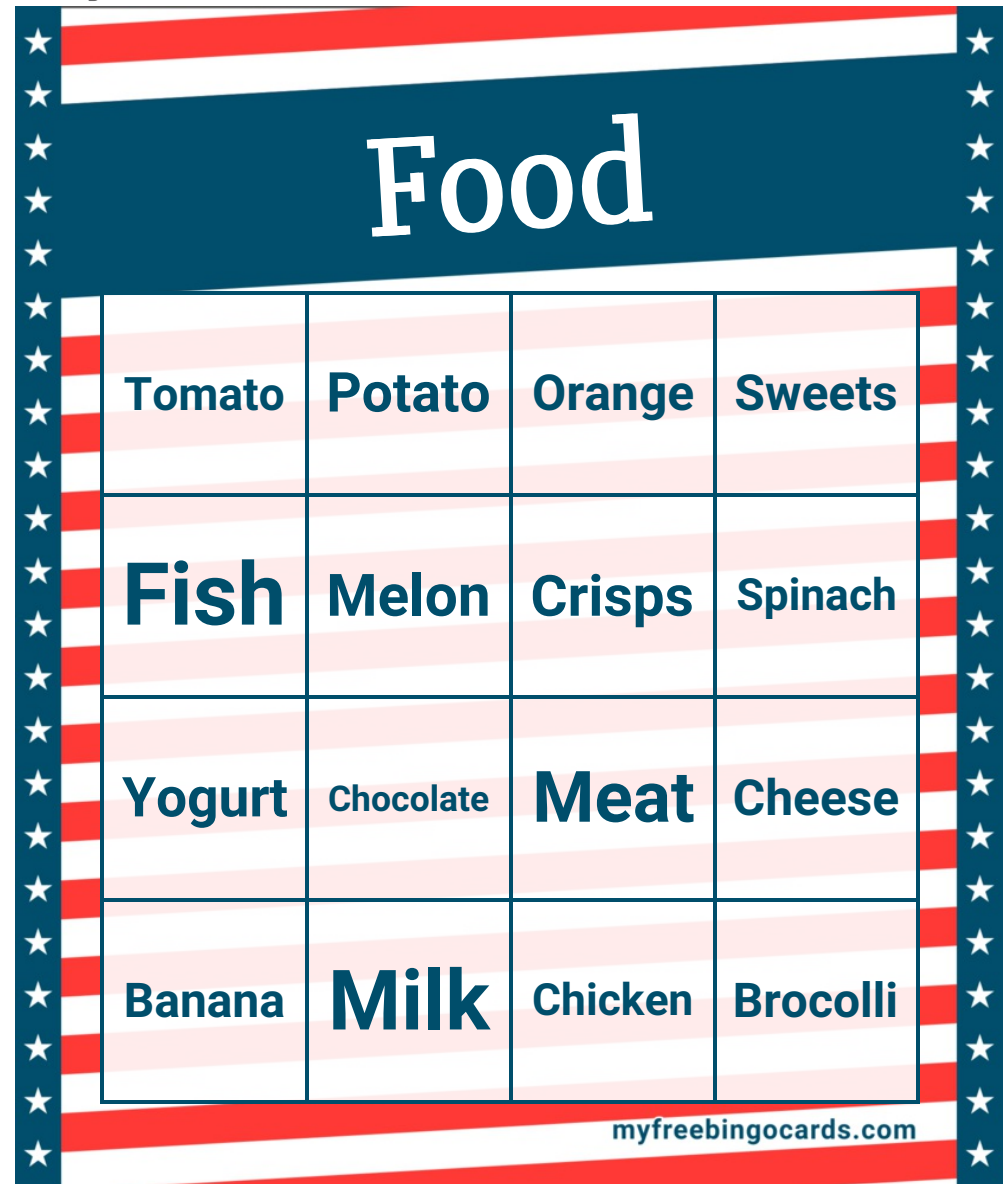 Food
Tomato Potato Orange Sweets
Fish Melon Crisps Spinach
Yogurt Chocolate Meat Cheese
Banana Milk Chicken Brocolli
myfreebingocards.com